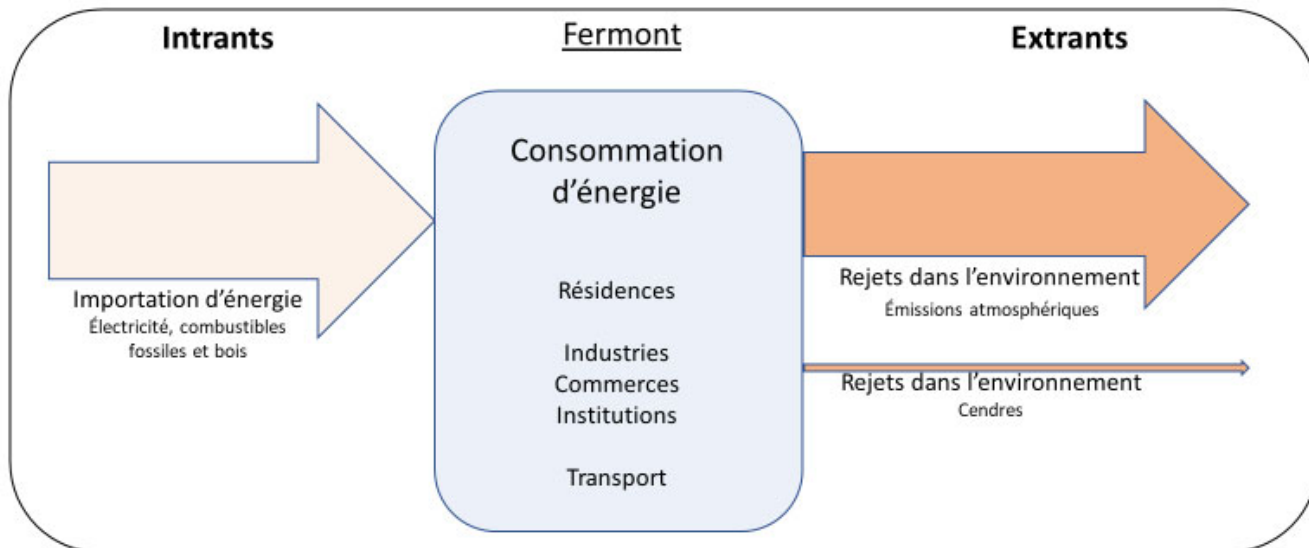 Intrants
Fermont
Extrants
Importation d’énergie
Électricité, combustibles
fossiles et bois
Consommation
d’énergie
Résidences
Industries
Commerces
Institutions
Transport
Rejets dans l’environnement
Émissions atmosphériques
Rejets dans l’environnement
Cendres